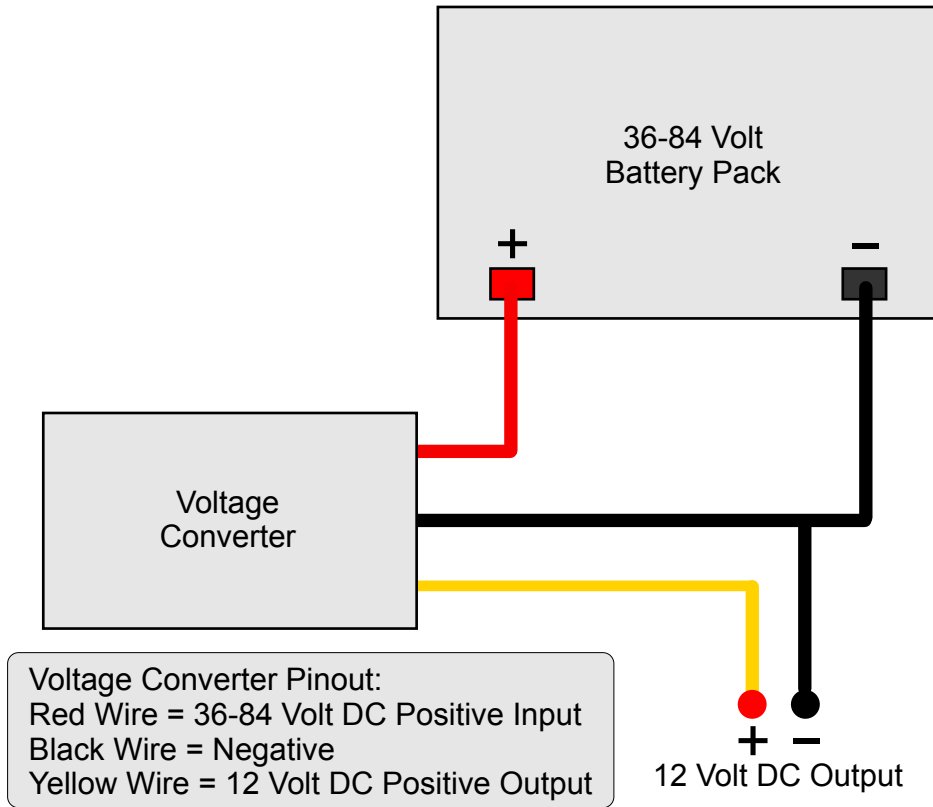 36-84 Volt
Battery Pack
+ −
Voltage
Converter
Voltage Converter Pinout:
Red Wire = 36-84 Volt DC Positive Input
Black Wire = Negative
Yellow Wire = 12 Volt DC Positive Output
+ −
12 Volt DC Output